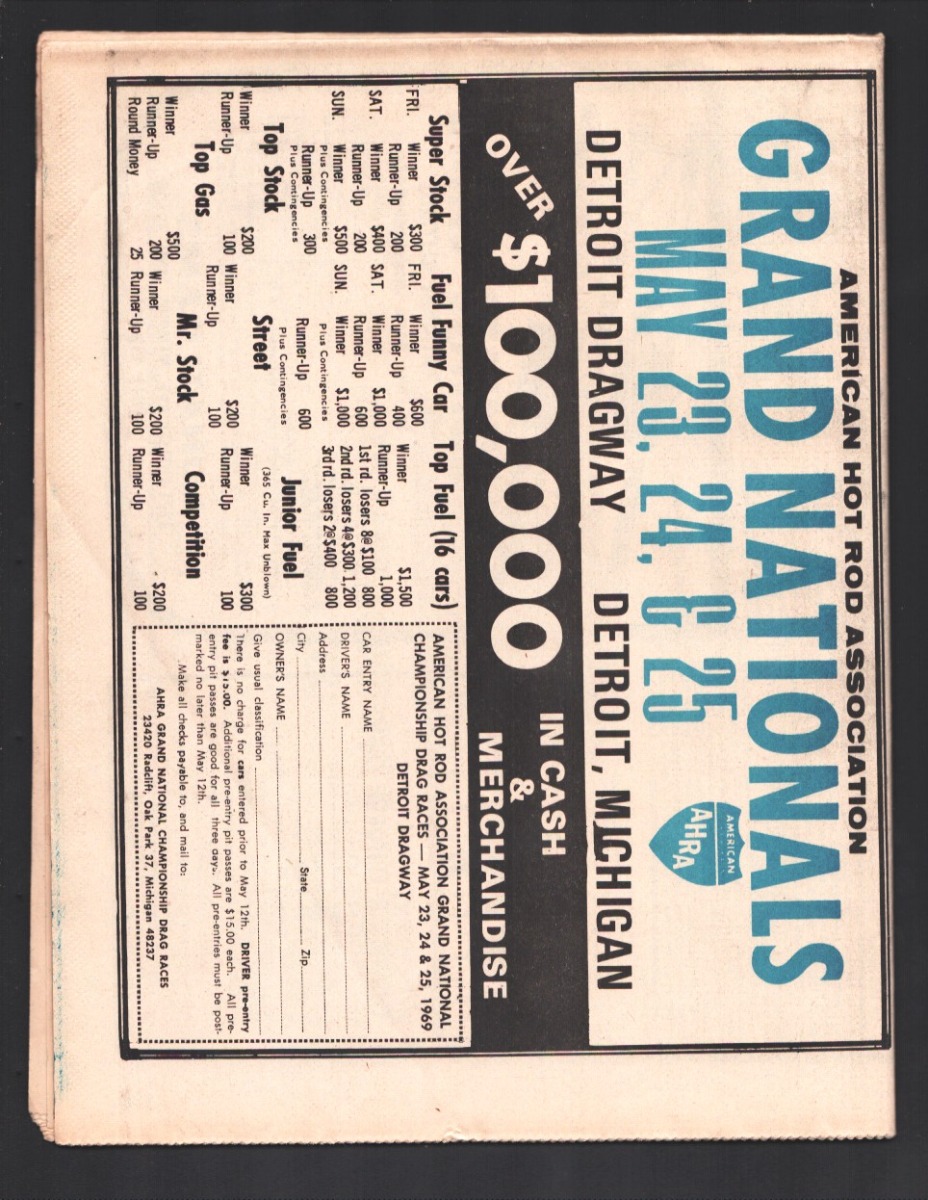 AMERICAN HOT ROD ASSOCIATION
GRAND NATIONALS
MAY 23, 24, & 25
AMERICAN
AHRA
DETROIT DRAGWAY DETROIT, MICHIGAN
OVER $100,000 IN CASH
&
MERCHANDISE
Super Stock
FRI. Winner $300
Runner-Up 200
SAT. Winner $400
Runner-Up 200
SUN. Winner $500
Plus Contingencies
Runner-Up 300
Plus Contingencies
Top Stock
Winner $200
Runner-Up 100
Top Gas
Winner $500
Runner-Up 200
Round Money 25
Fuel Funny Car
FRI. Winner $600
Runner-Up 400
SAT. Winner $1,000
Runner-Up 600
SUN. Winner $1,000
Plus Contingencies
Runner-Up 600
Plus Contingencies
Street
Winner $200
Runner-Up 100
Mr. Stock
Winner $200
Runner-Up 100
Top Fuel (16 cars)
Winner $1,500
Runner-Up 1,000
1st rd. losers 8@$100 800
2nd rd. losers 4@$300 1,200
3rd rd. losers 2@$400 800
Junior Fuel
(365 Cu. In. Max Unblown)
Winner $300
Runner-Up 100
Competition
Winner $200
Runner-Up 100
AMERICAN HOT ROD ASSOCIATION GRAND NATIONAL
CHAMPIONSHIP DRAG RACES — MAY 23, 24 & 25, 1969
DETROIT DRAGWAY
CAR ENTRY NAME
DRIVER'S NAME
Address
City State Zip
OWNER'S NAME
Give usual classification
There is no charge for cars entered prior to May 12th. DRIVER pre-entry
fee is $15.00. Additional pre-entry pit passes are $15.00 each. All pre-
entry pit passes are good for all three days. All pre-entries must be post-
marked no later than May 12th.
Make all checks payable to, and mail to:
AHRA GRAND NATIONAL CHAMPIONSHIP DRAG RACES
23420 Radclift, Oak Park 37, Michigan 48237